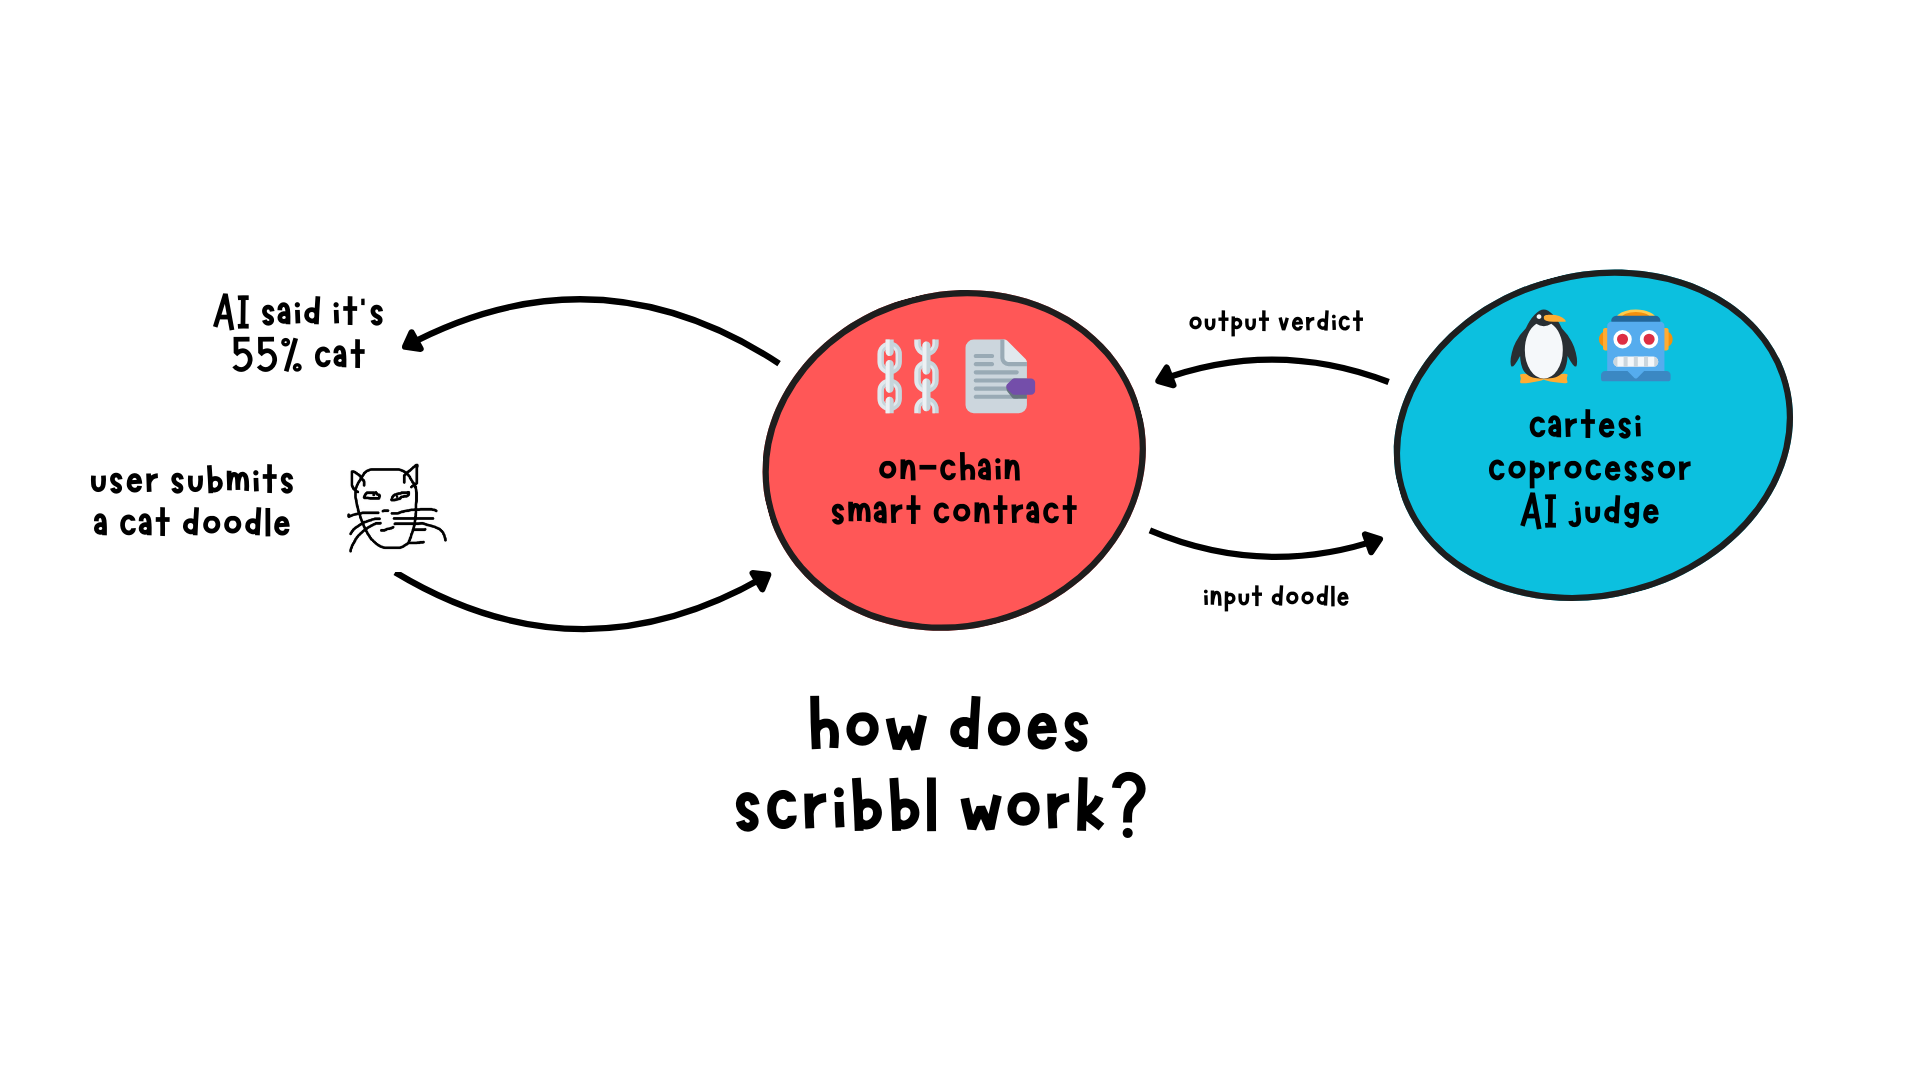 AI said it's
55% cat
user submits
a cat doodle
on-chain
smart contract
output verdict
input doodle
cartesi
coprocessor
AI judge
how does
scribbl work?